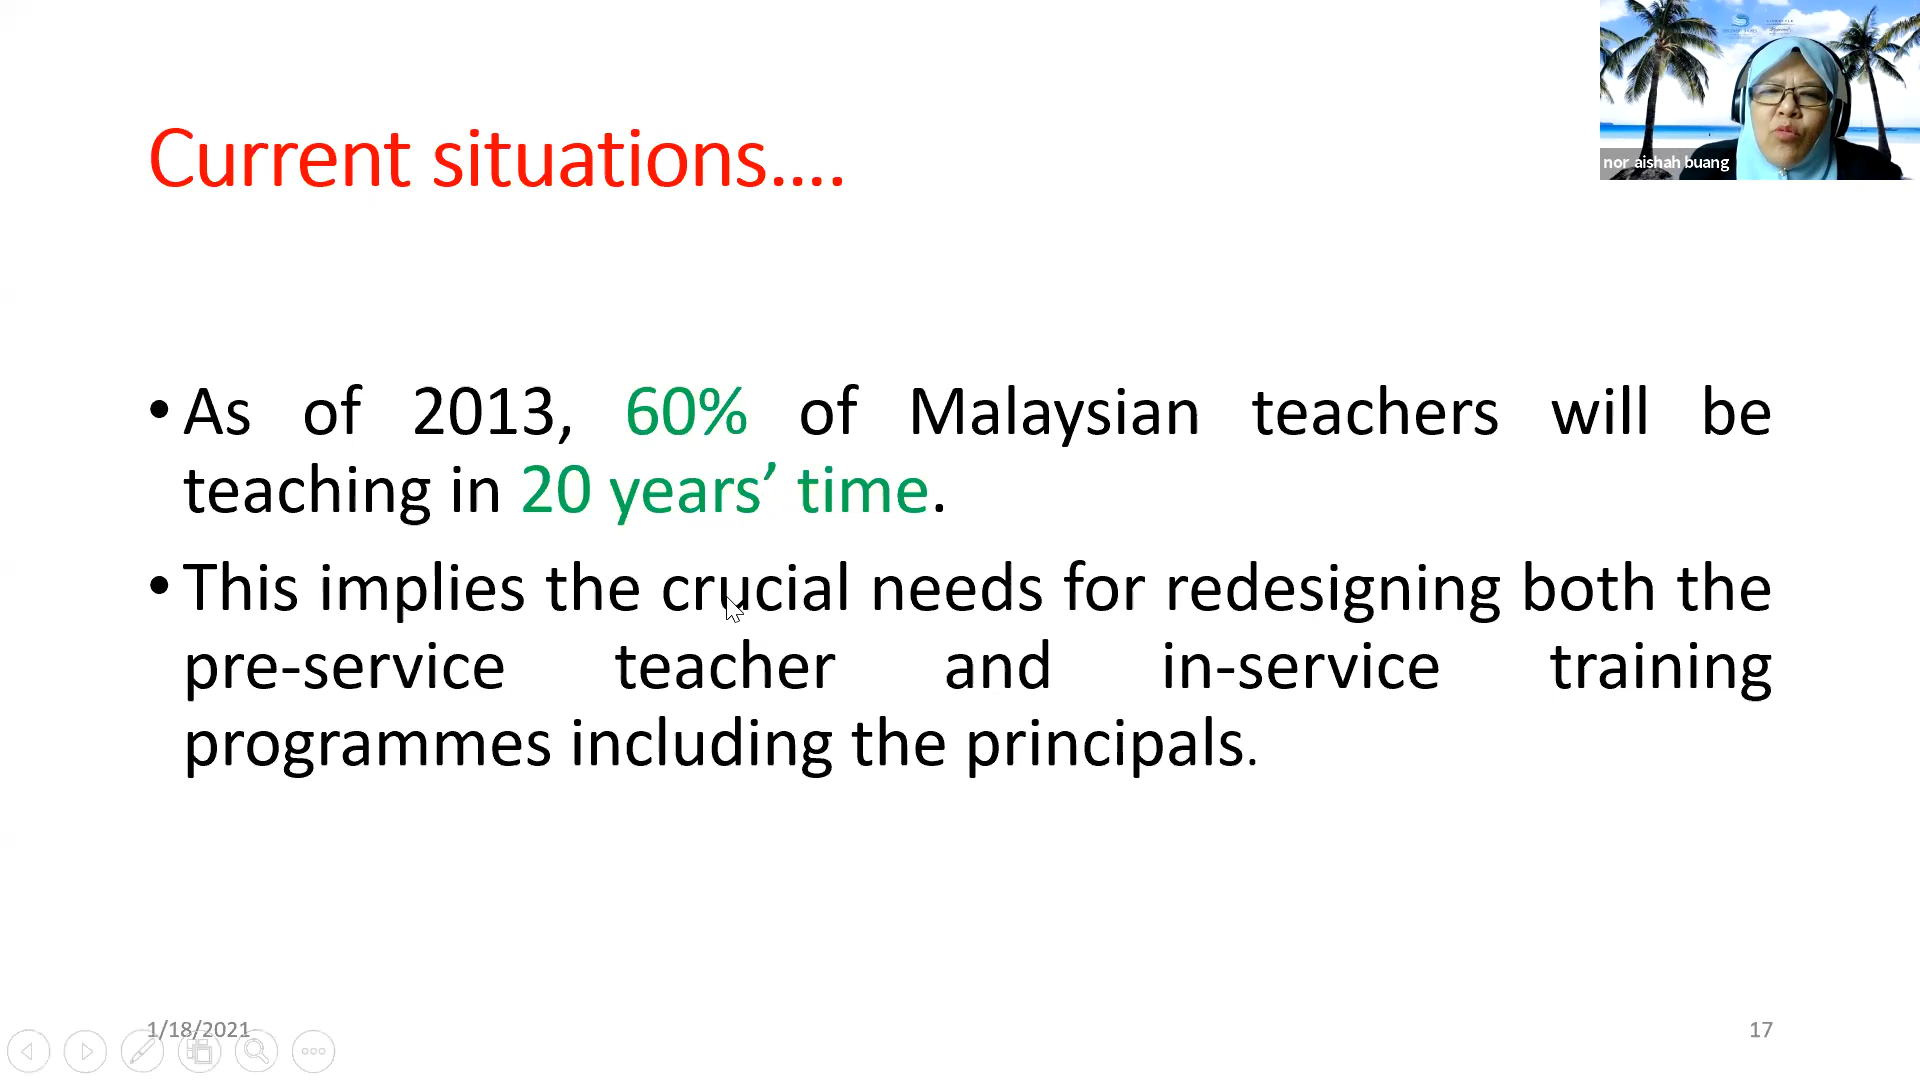 Current situations....
nor aishah buang
• As of 2013, 60% of Malaysian teachers will be
teaching in 20 years’ time.
• This implies the crucial needs for redesigning both the
pre-service teacher and in-service training
programmes including the principals.
1/18/2021
17